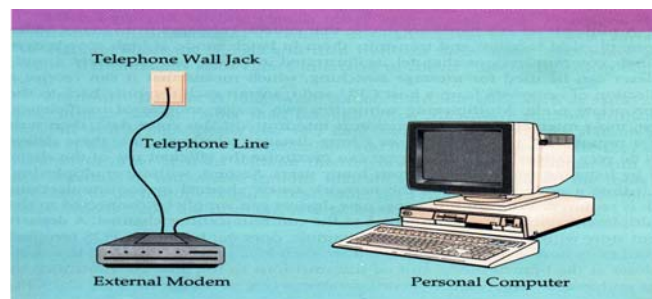 Telephone Wall Jack
Telephone Line
External Modem
Personal Computer